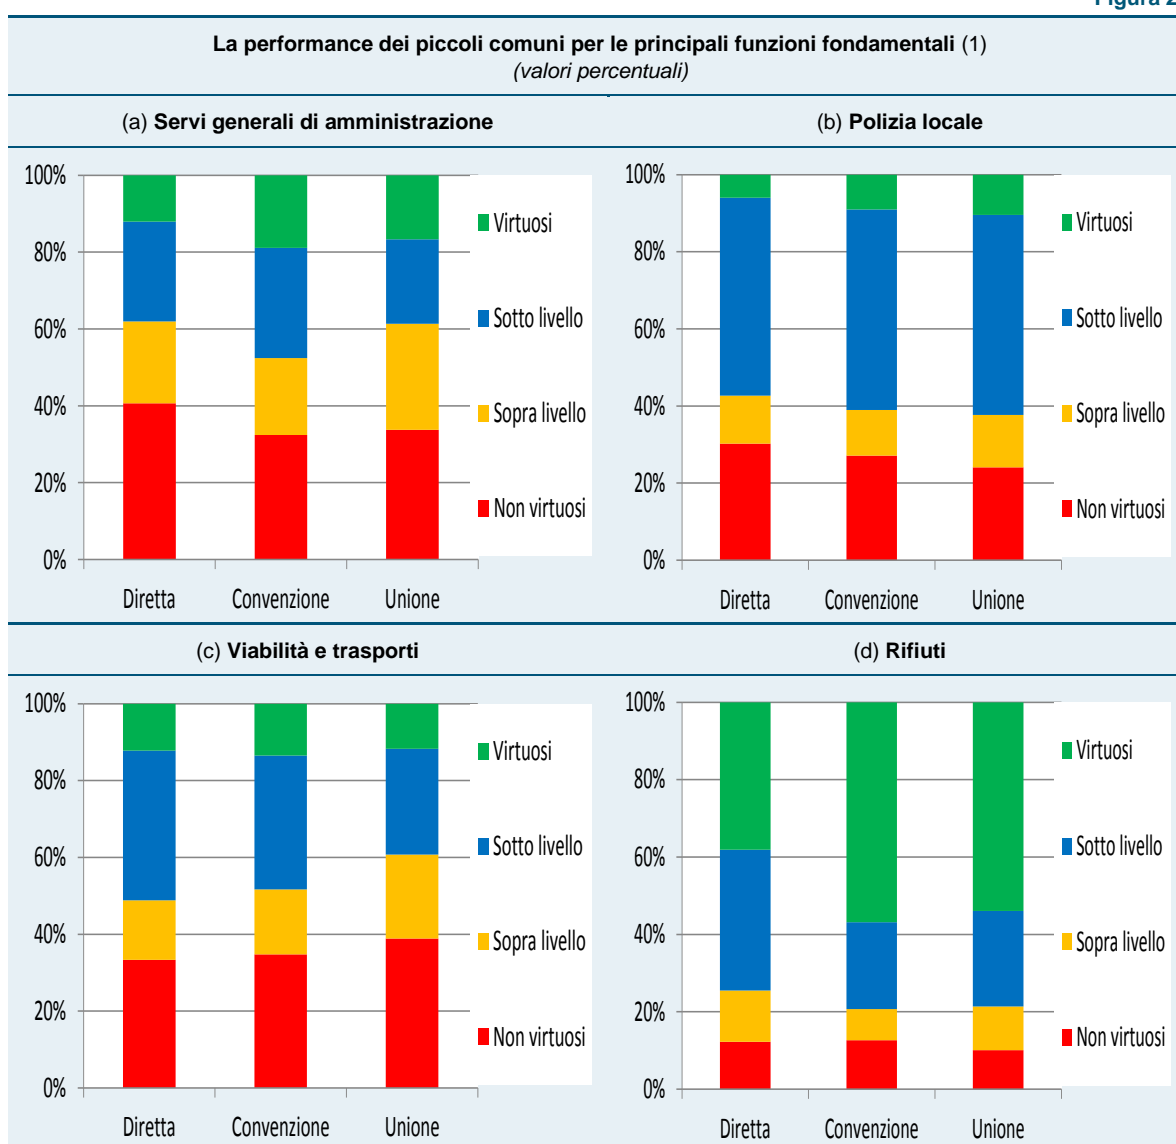 Figura 2
La performance dei piccoli comuni per le principali funzioni fondamentali (1)
(valori percentuali)
(a) Servi generali di amministrazione
(b) Polizia locale
100%
80%
60%
40%
20%
0%
Diretta
Convenzione
Unione
Virtuosi
Sotto livello
Sopra livello
Non virtuosi
100%
80%
60%
40%
20%
0%
Diretta
Convenzione
Unione
Virtuosi
Sotto livello
Sopra livello
Non virtuosi
(c) Viabilità e trasporti
(d) Rifiuti
100%
80%
60%
40%
20%
0%
Diretta
Convenzione
Unione
Virtuosi
Sotto livello
Sopra livello
Non virtuosi
100%
80%
60%
40%
20%
0%
Diretta
Convenzione
Unione
Virtuosi
Sotto livello
Sopra livello
Non virtuosi